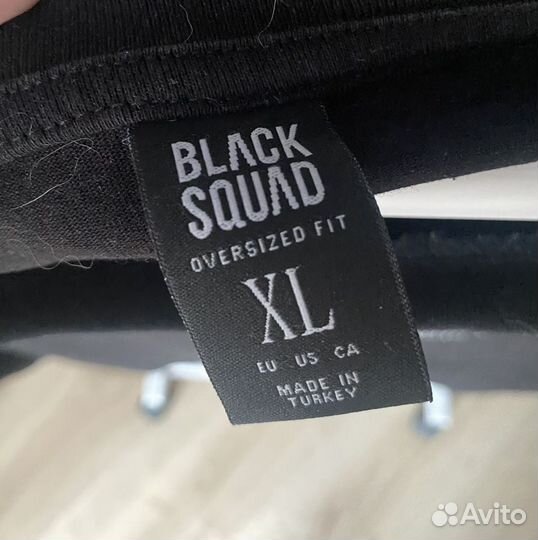 BLACK
SQUAD
OVERSIZED FIT
XL
EU US CA
MADE IN
TURKEY
Avito